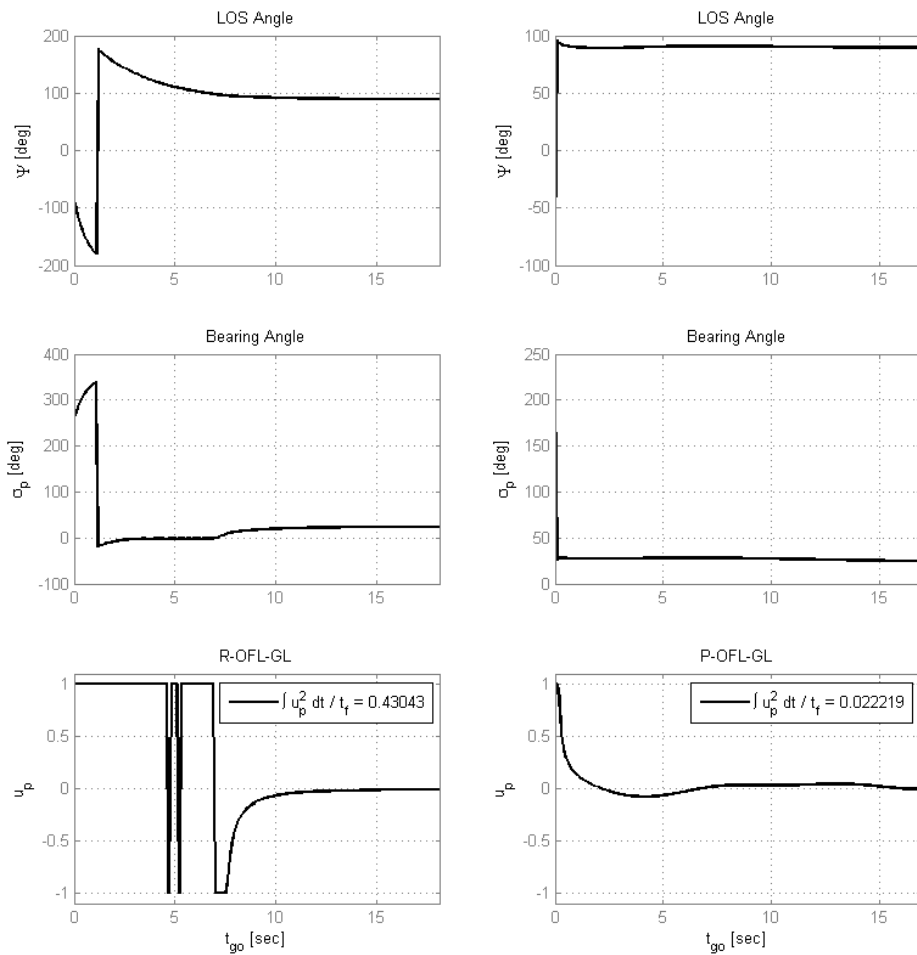 LOS Angle
200
100
0
-100
-200
Ψ [deg]
0 5 10 15
LOS Angle
100
50
0
-50
-100
Ψ [deg]
0 5 10 15
Bearing Angle
400
300
200
100
0
-100
σp [deg]
0 5 10 15
Bearing Angle
250
200
150
100
50
0
σp [deg]
0 5 10 15
R-OFL-GL
1
0.5
0
-0.5
-1
up
∫ up² dt / tf = 0.43043
0 5 10 15
tgo [sec]
P-OFL-GL
1
0.5
0
-0.5
-1
up
∫ up² dt / tf = 0.022219
0 5 10 15
tgo [sec]